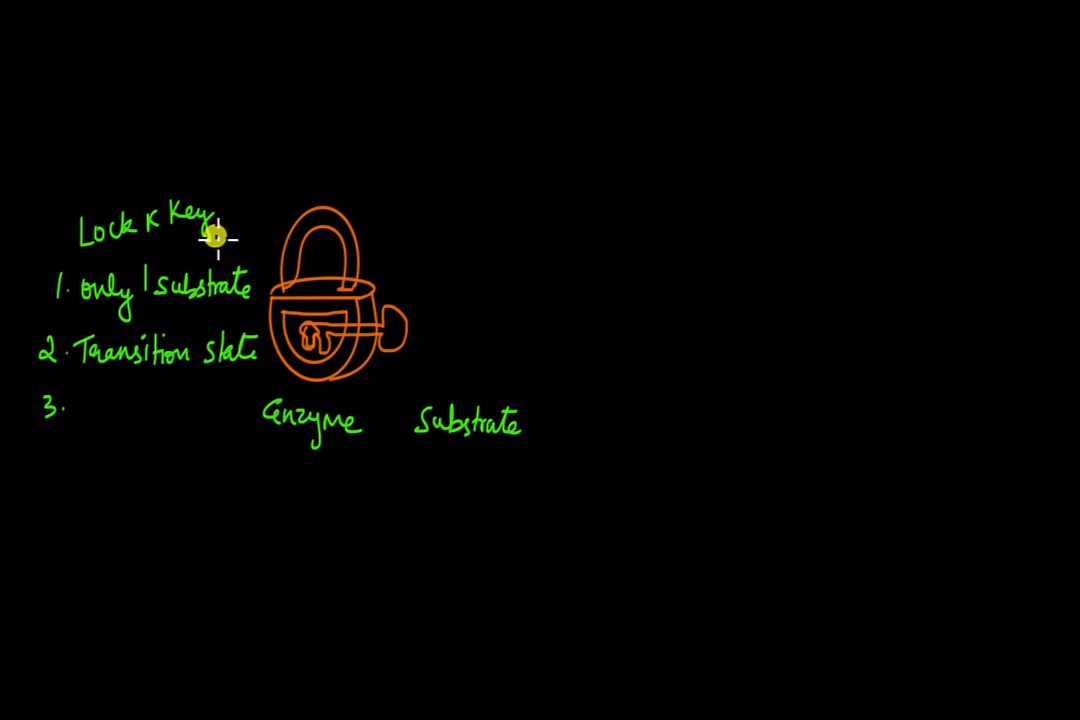 Lock & Key
1. only 1 substrate
2. Transition state
3.
Enzyme Substrate